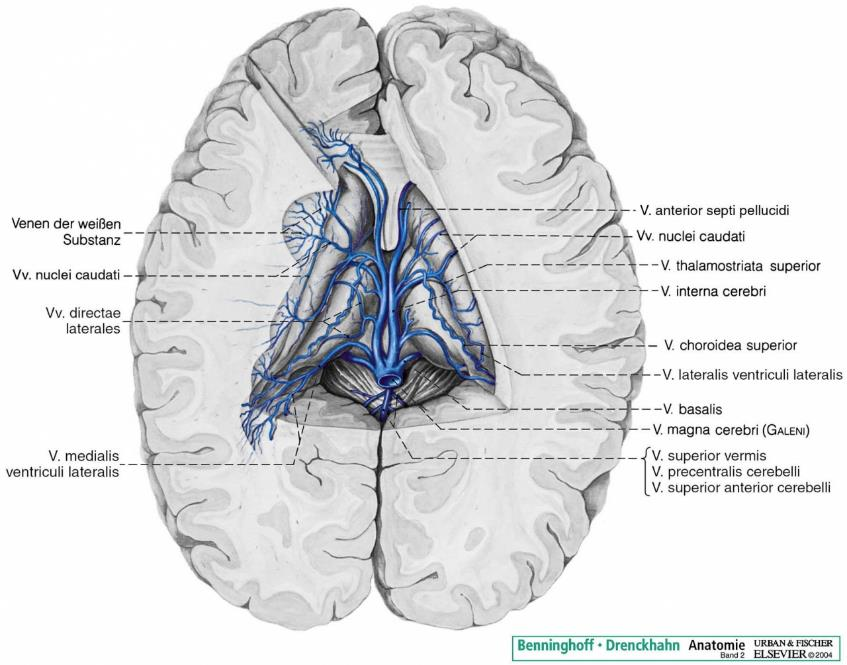 Venen der weißen
Substanz
Vv. nuclei caudati
Vv. directae
laterales
V. medialis
ventriculi lateralis
V. anterior septi pellucidi
Vv. nuclei caudati
V. thalamostriata superior
V. interna cerebri
V. choroidea superior
V. lateralis ventriculi lateralis
V. basalis
V. magna cerebri (GALENI)
V. superior vermis
V. precentralis cerebelli
V. superior anterior cerebelli
Benninghoff • Drenckhahn Anatomie
Band 2
URBAN & FISCHER
ELSEVIER © 2004